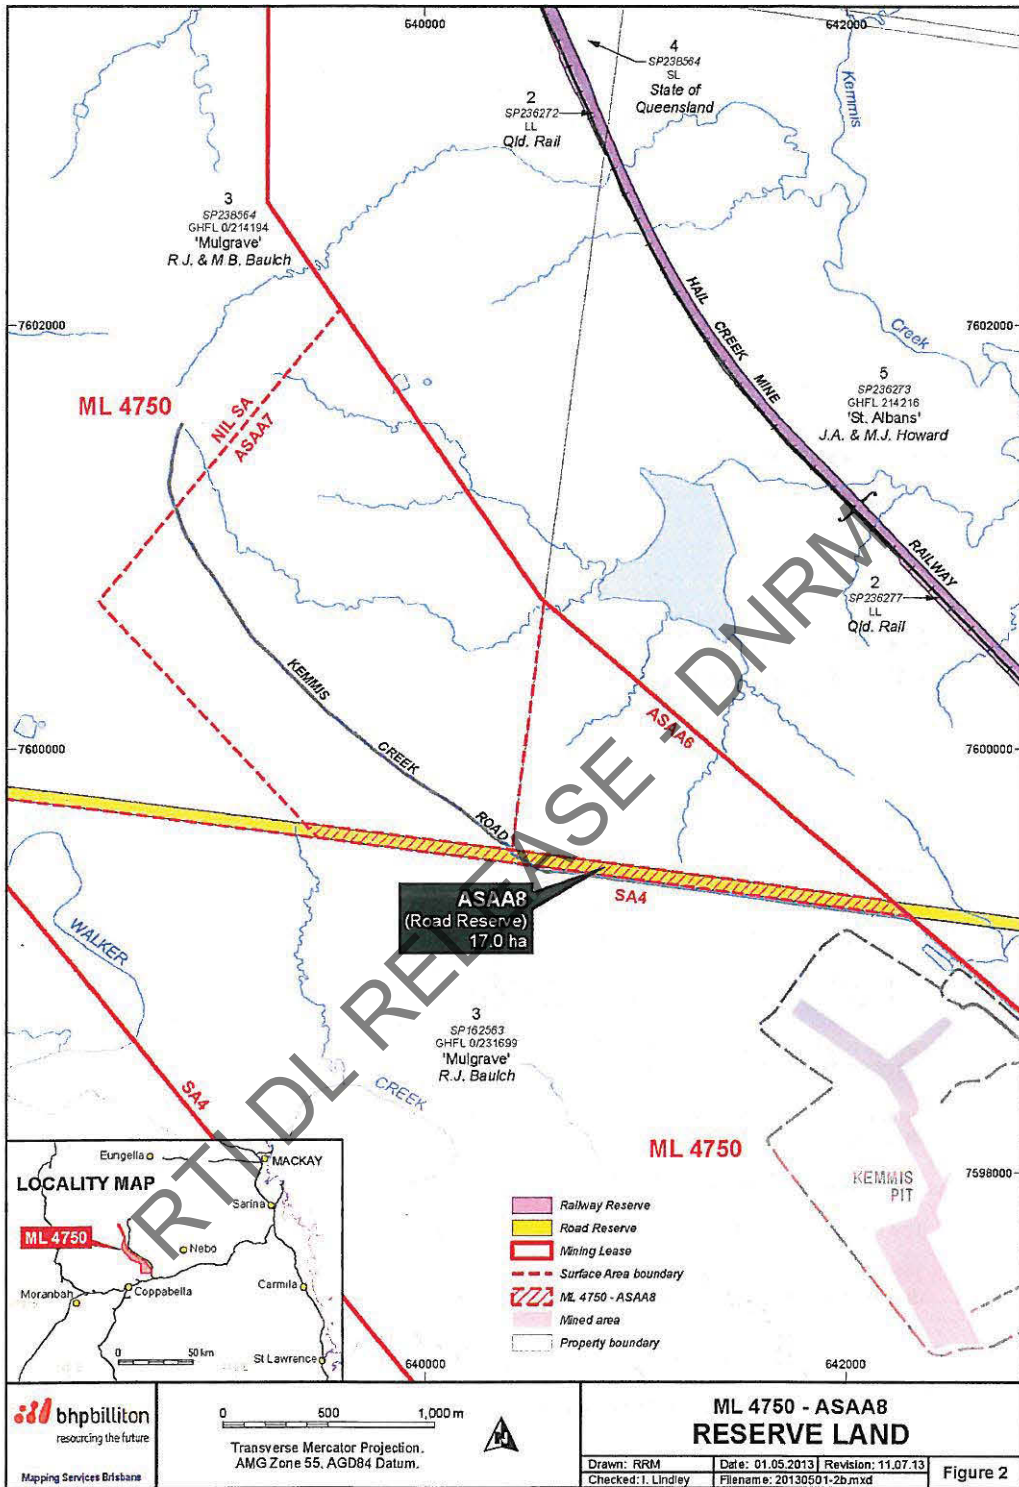 640000
642000
4
SP238564
SL
State of
Queensland
2
SP236272
LL
Qld. Rail
Kemmis
3
SP238564
GHFL 0/214194
'Mulgrave'
R.J. & M.B. Baulch
7602000
7602000
HAIL
CREEK
MINE
Creek
5
SP236273
GHFL 214216
'St. Albans'
J.A. & M.J. Howard
ML 4750
NIL SA
ASAA7
RAILWAY
2
SP236277
LL
Qld. Rail
KEMMIS
CREEK
ROAD
ASAA6
7600000
7600000
ASAA8
(Road Reserve)
17.0 ha
SA4
WALKER
3
SP162563
GHFL 0/231699
'Mulgrave'
R.J. Baulch
CREEK
SA4
ML 4750
KEMMIS
PIT
7598000
RTI DL RELEASE - DNRM
LOCALITY MAP
Eungella
MACKAY
Sarina
ML 4750
Nebo
Moranbah
Coppabella
Carmila
0 50 km
St Lawrence
Railway Reserve
Road Reserve
Mining Lease
Surface Area boundary
ML 4750 - ASAA8
Mined area
Property boundary
640000
642000
bhpbilliton
resourcing the future
Mapping Services Brisbane
0 500 1,000 m
Transverse Mercator Projection.
AMG Zone 55, AGD84 Datum.
N
ML 4750 - ASAA8
RESERVE LAND
Drawn: RRM Date: 01.05.2013 Revision: 11.07.13
Checked: I. Lindley Filename: 20130501-2b.mxd
Figure 2